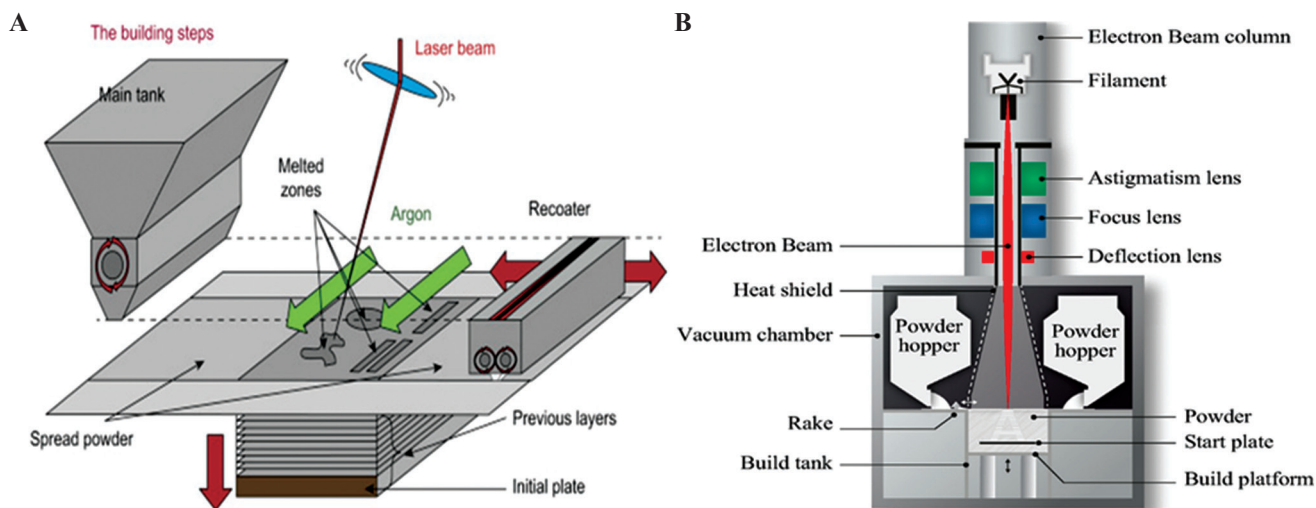 A
The building steps
Main tank
Laser beam
Melted
zones
Argon
Recoater
Spread powder
Previous layers
Initial plate
B
Electron Beam column
Filament
Astigmatism lens
Focus lens
Electron Beam
Deflection lens
Heat shield
Vacuum chamber
Powder
hopper
Powder
hopper
Rake
Powder
Start plate
Build tank
Build platform